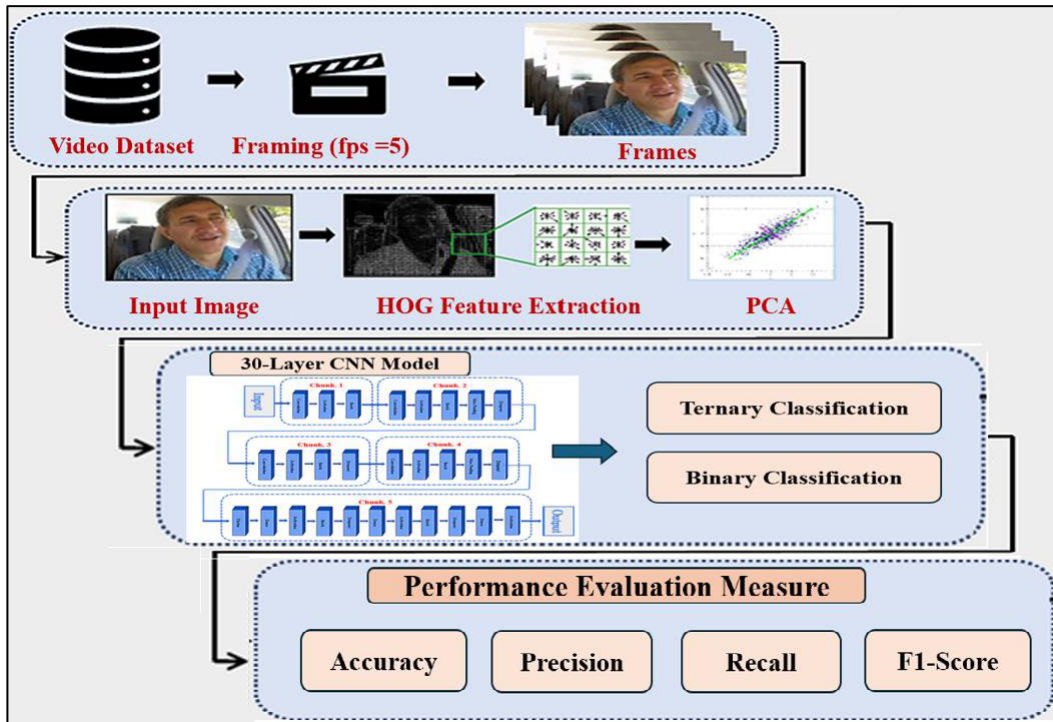 Video Dataset
Framing (fps =5)
Frames
Input Image
HOG Feature Extraction
PCA
30-Layer CNN Model
Chunk. 1
Chunk. 2
Input
Chunk. 3
Chunk. 4
Chunk. 5
Output
Ternary Classification
Binary Classification
Performance Evaluation Measure
Accuracy
Precision
Recall
F1-Score